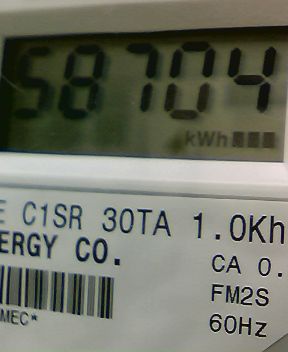 58704
kWh
E C1SR 30TA 1.0Kh
ERGY CO.
CA 0.
FM2S
MEC*
60Hz